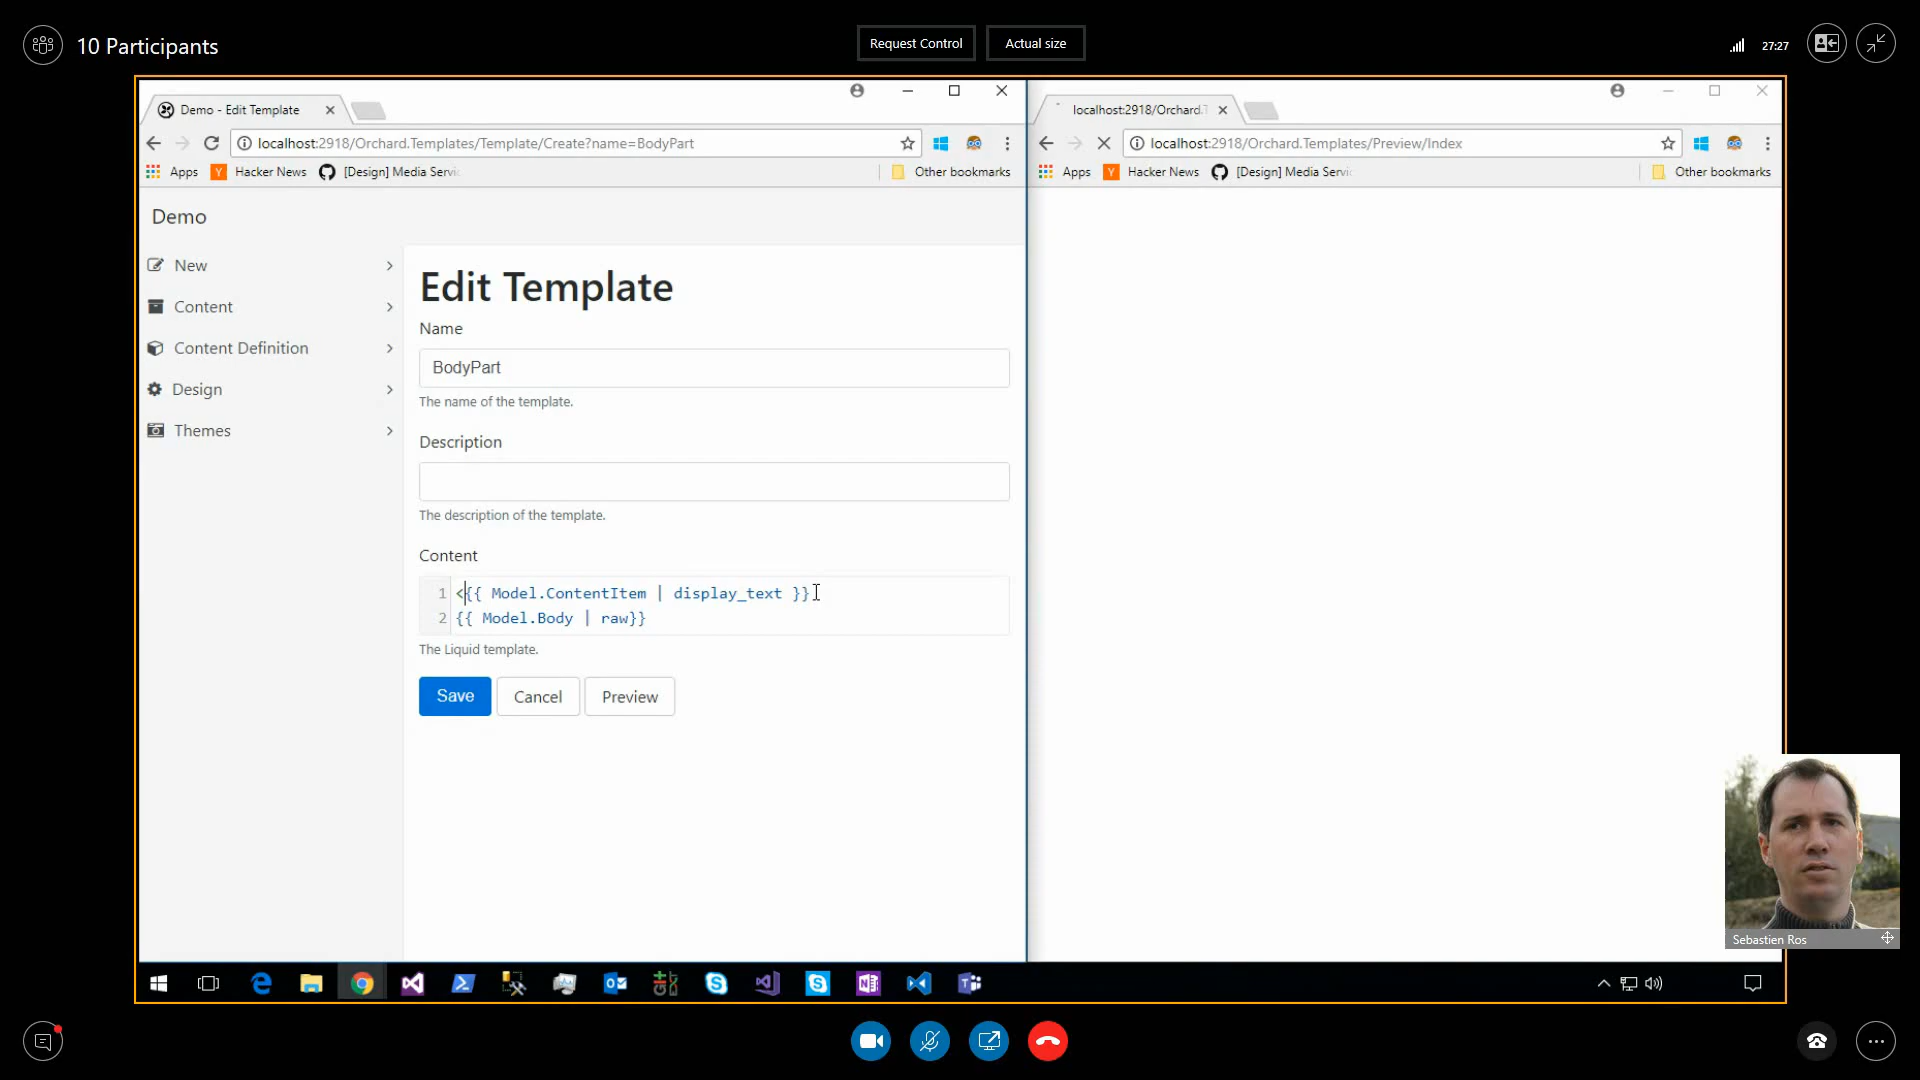 10 Participants
Request Control
Actual size
27:27
Demo - Edit Template
localhost:2918/Orchard.T
localhost:2918/Orchard.Templates/Template/Create?name=BodyPart
localhost:2918/Orchard.Templates/Preview/Index
Apps
Hacker News
[Design] Media Servi
Other bookmarks
Apps
Hacker News
[Design] Media Servi
Other bookmarks
Demo
New
Content
Content Definition
Design
Themes
Edit Template
Name
BodyPart
The name of the template.
Description
The description of the template.
Content
1 <{{ Model.ContentItem | display_text }}
2 {{ Model.Body | raw}}
The Liquid template.
Save
Cancel
Preview
Sebastien Ros